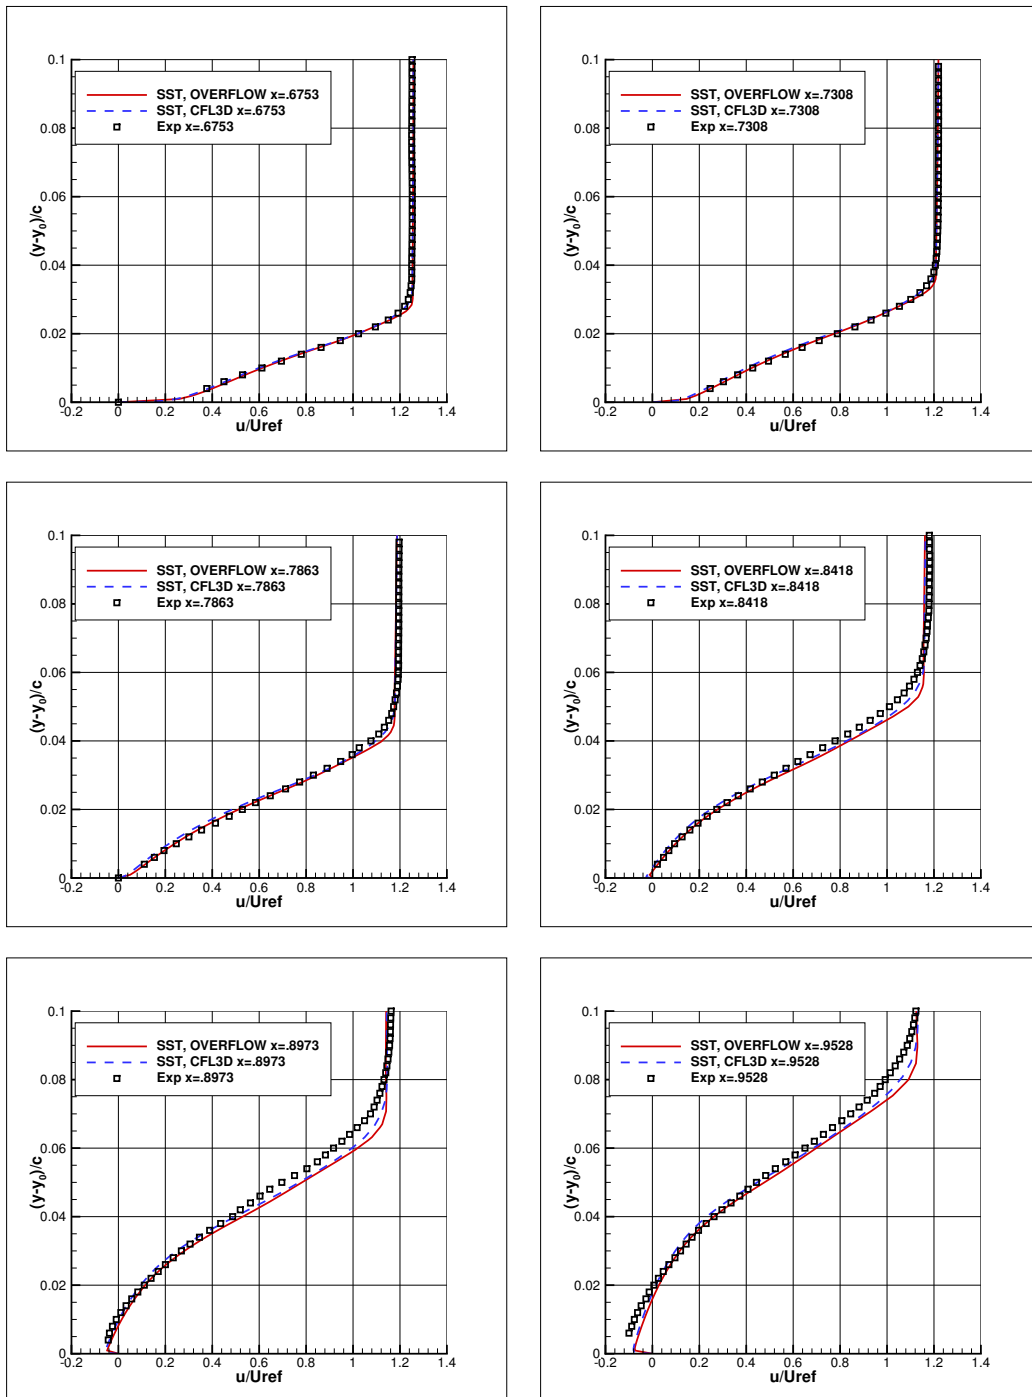 0.1
SST, OVERFLOW x=.6753
SST, CFL3D x=.6753
Exp x=.6753
0.08
0.06
(y-y0)/c
0.04
0.02
0
-0.2 0 0.2 0.4 0.6 0.8 1 1.2 1.4
u/Uref
0.1
SST, OVERFLOW x=.7308
SST, CFL3D x=.7308
Exp x=.7308
0.08
0.06
(y-y0)/c
0.04
0.02
0
-0.2 0 0.2 0.4 0.6 0.8 1 1.2 1.4
u/Uref
0.1
SST, OVERFLOW x=.7863
SST, CFL3D x=.7863
Exp x=.7863
0.08
0.06
(y-y0)/c
0.04
0.02
0
-0.2 0 0.2 0.4 0.6 0.8 1 1.2 1.4
u/Uref
0.1
SST, OVERFLOW x=.8418
SST, CFL3D x=.8418
Exp x=.8418
0.08
0.06
(y-y0)/c
0.04
0.02
0
-0.2 0 0.2 0.4 0.6 0.8 1 1.2 1.4
u/Uref
0.1
SST, OVERFLOW x=.8973
SST, CFL3D x=.8973
Exp x=.8973
0.08
0.06
(y-y0)/c
0.04
0.02
0
-0.2 0 0.2 0.4 0.6 0.8 1 1.2 1.4
u/Uref
0.1
SST, OVERFLOW x=.9528
SST, CFL3D x=.9528
Exp x=.9528
0.08
0.06
(y-y0)/c
0.04
0.02
0
-0.2 0 0.2 0.4 0.6 0.8 1 1.2 1.4
u/Uref